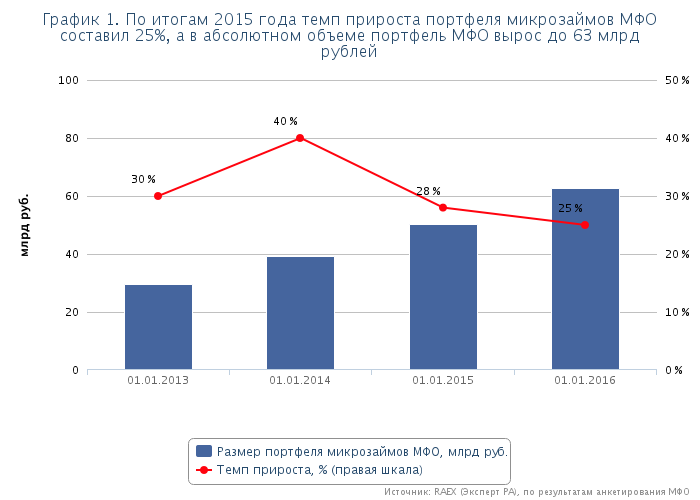 График 1. По итогам 2015 года темп прироста портфеля микрозаймов МФО
составил 25%, а в абсолютном объеме портфель МФО вырос до 63 млрд
рублей
100
80
60
40
20
0
млрд руб.
50 %
40 %
30 %
20 %
10 %
0 %
30 %
40 %
28 %
25 %
01.01.2013
01.01.2014
01.01.2015
01.01.2016
Размер портфеля микрозаймов МФО, млрд руб.
Темп прироста, % (правая шкала)
Источник: RAEX (Эксперт РА), по результатам анкетирования МФО